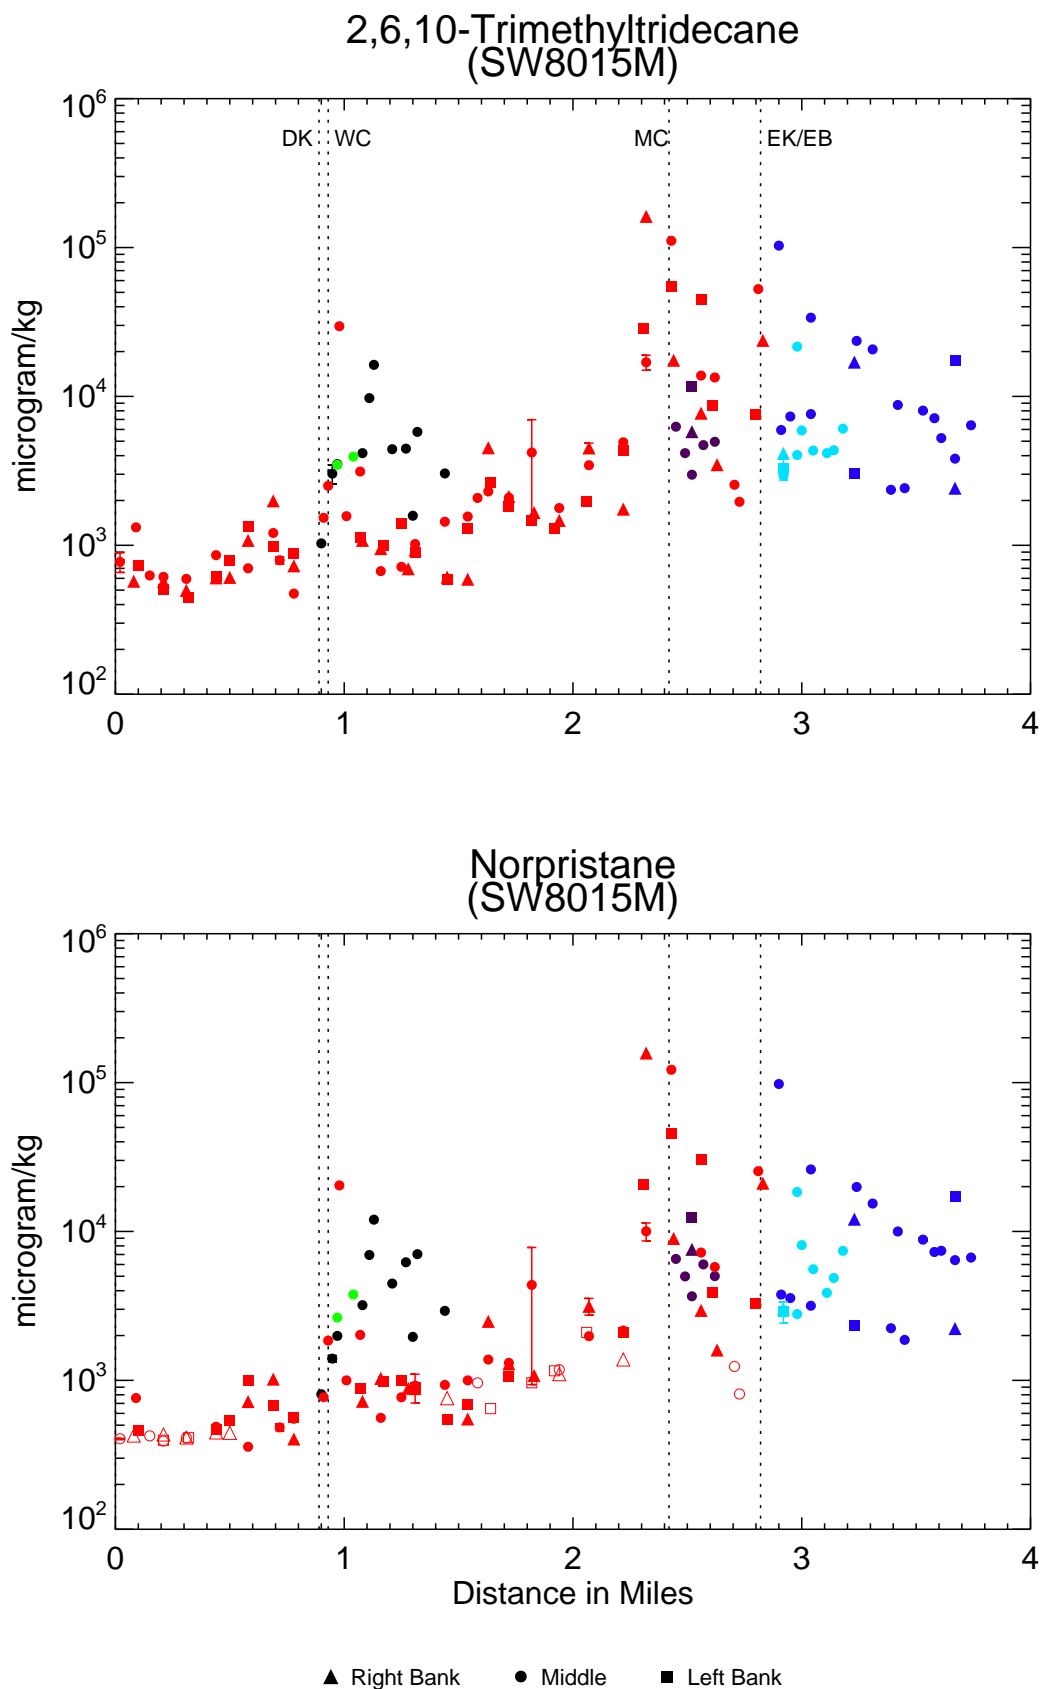 2,6,10-Trimethyltridecane
(SW8015M)
10^6
DK WC MC EK/EB
10^5
10^4
10^3
10^2
microgram/kg
0 1 2 3 4
Norpristane
(SW8015M)
10^6
10^5
10^4
10^3
10^2
microgram/kg
0 1 2 3 4
Distance in Miles
Right Bank Middle Left Bank